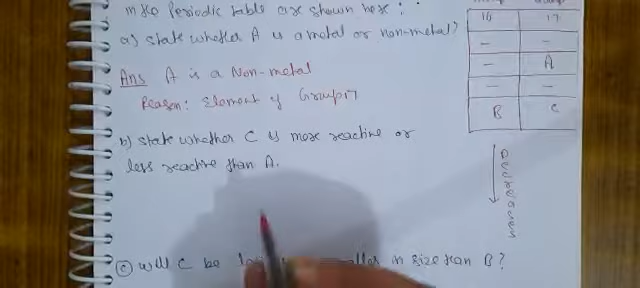 in the Periodic table are shown here:
a) state whether A is a metal or non-metal?
Ans A is a Non-metal
Reason: Element of Group 17
b) State whether C is more reactive or
less reactive than A.
c) will C be in size than B?
16 17
- -
- A
- -
B C
Decreases